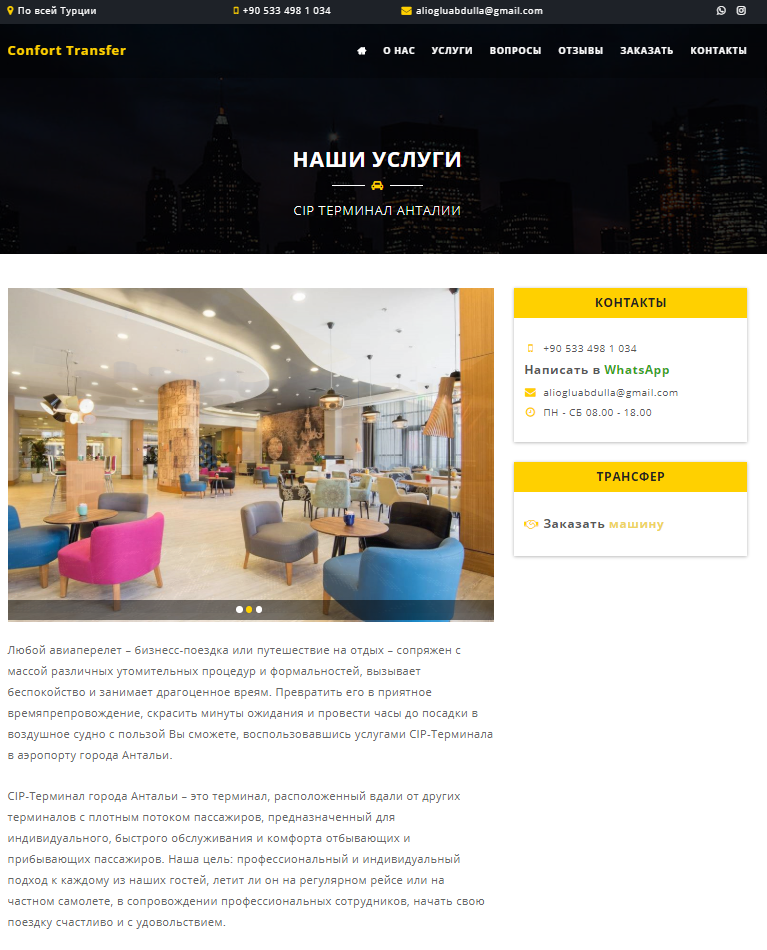 По всей Турции
+90 533 498 1 034
aliogluabdulla@gmail.com
Confort Transfer
О НАС
УСЛУГИ
ВОПРОСЫ
ОТЗЫВЫ
ЗАКАЗАТЬ
КОНТАКТЫ
НАШИ УСЛУГИ
CIP ТЕРМИНАЛ АНТАЛИИ
Любой авиаперелет – бизнесс-поездка или путешествие на отдых – сопряжен с
массой различных утомительных процедур и формальностей, вызывает
беспокойство и занимает драгоценное вреям. Превратить его в приятное
времяпрепровождение, скрасить минуты ожидания и провести часы до посадки в
воздушное судно с пользой Вы сможете, воспользовавшись услугами CIP-Терминала
в аэропорту города Антальи.
CIP-Терминал города Антальи – это терминал, расположенный вдали от других
терминалов с плотным потоком пассажиров, предназначенный для
индивидуального, быстрого обслуживания и комфорта отбывающих и
прибывающих пассажиров. Наша цель: профессиональный и индивидуальный
подход к каждому из наших гостей, летит ли он на регулярном рейсе или на
частном самолете, в сопровождении профессиональных сотрудников, начать свою
поездку счастливо и с удовольствием.
КОНТАКТЫ
+90 533 498 1 034
Написать в WhatsApp
aliogluabdulla@gmail.com
ПН - СБ 08.00 - 18.00
ТРАНСФЕР
Заказать машину